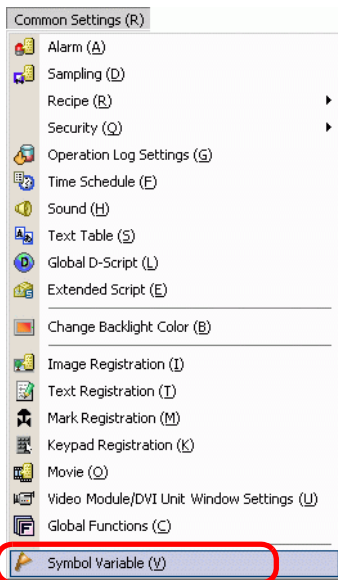 Common Settings (R)
Alarm (A)
Sampling (D)
Recipe (R)
Security (Q)
Operation Log Settings (G)
Time Schedule (F)
Sound (H)
Text Table (S)
Global D-Script (L)
Extended Script (E)
Change Backlight Color (B)
Image Registration (I)
Text Registration (T)
Mark Registration (M)
Keypad Registration (K)
Movie (O)
Video Module/DVI Unit Window Settings (U)
Global Functions (C)
Symbol Variable (V)